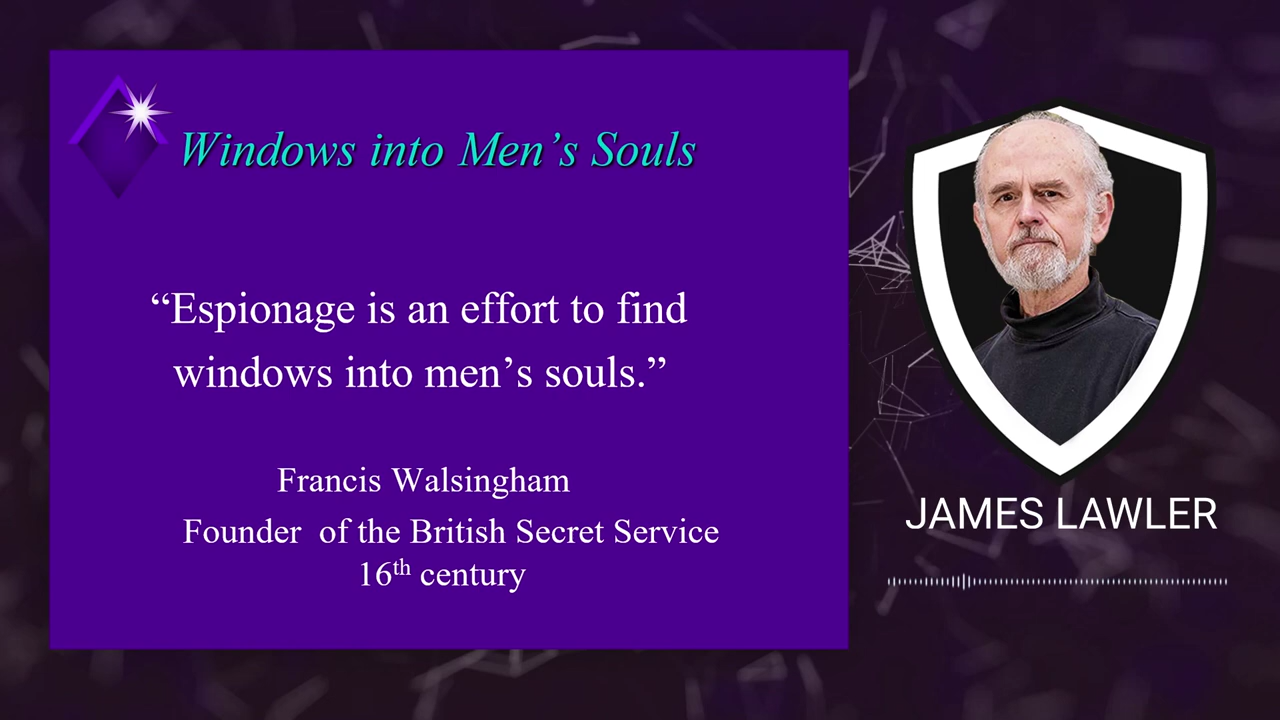 Windows into Men’s Souls
“Espionage is an effort to find
windows into men’s souls.”
Francis Walsingham
Founder of the British Secret Service
16th century
JAMES LAWLER